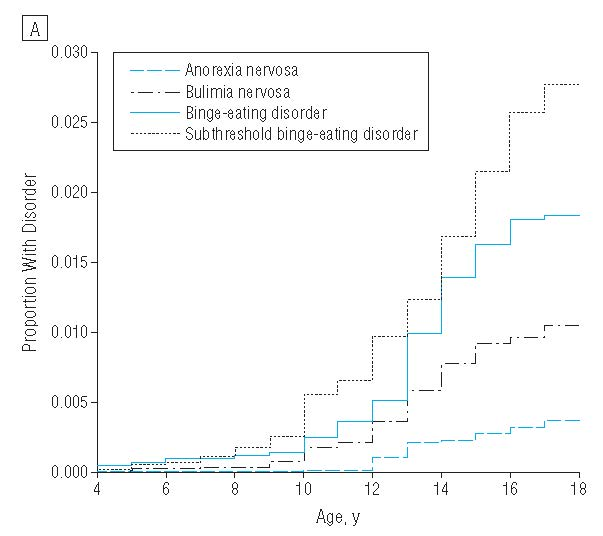 A
0.030
Anorexia nervosa
Bulimia nervosa
Binge-eating disorder
Subthreshold binge-eating disorder
0.025
0.020
0.015
0.010
0.005
0.000
Proportion With Disorder
4 6 8 10 12 14 16 18
Age, y